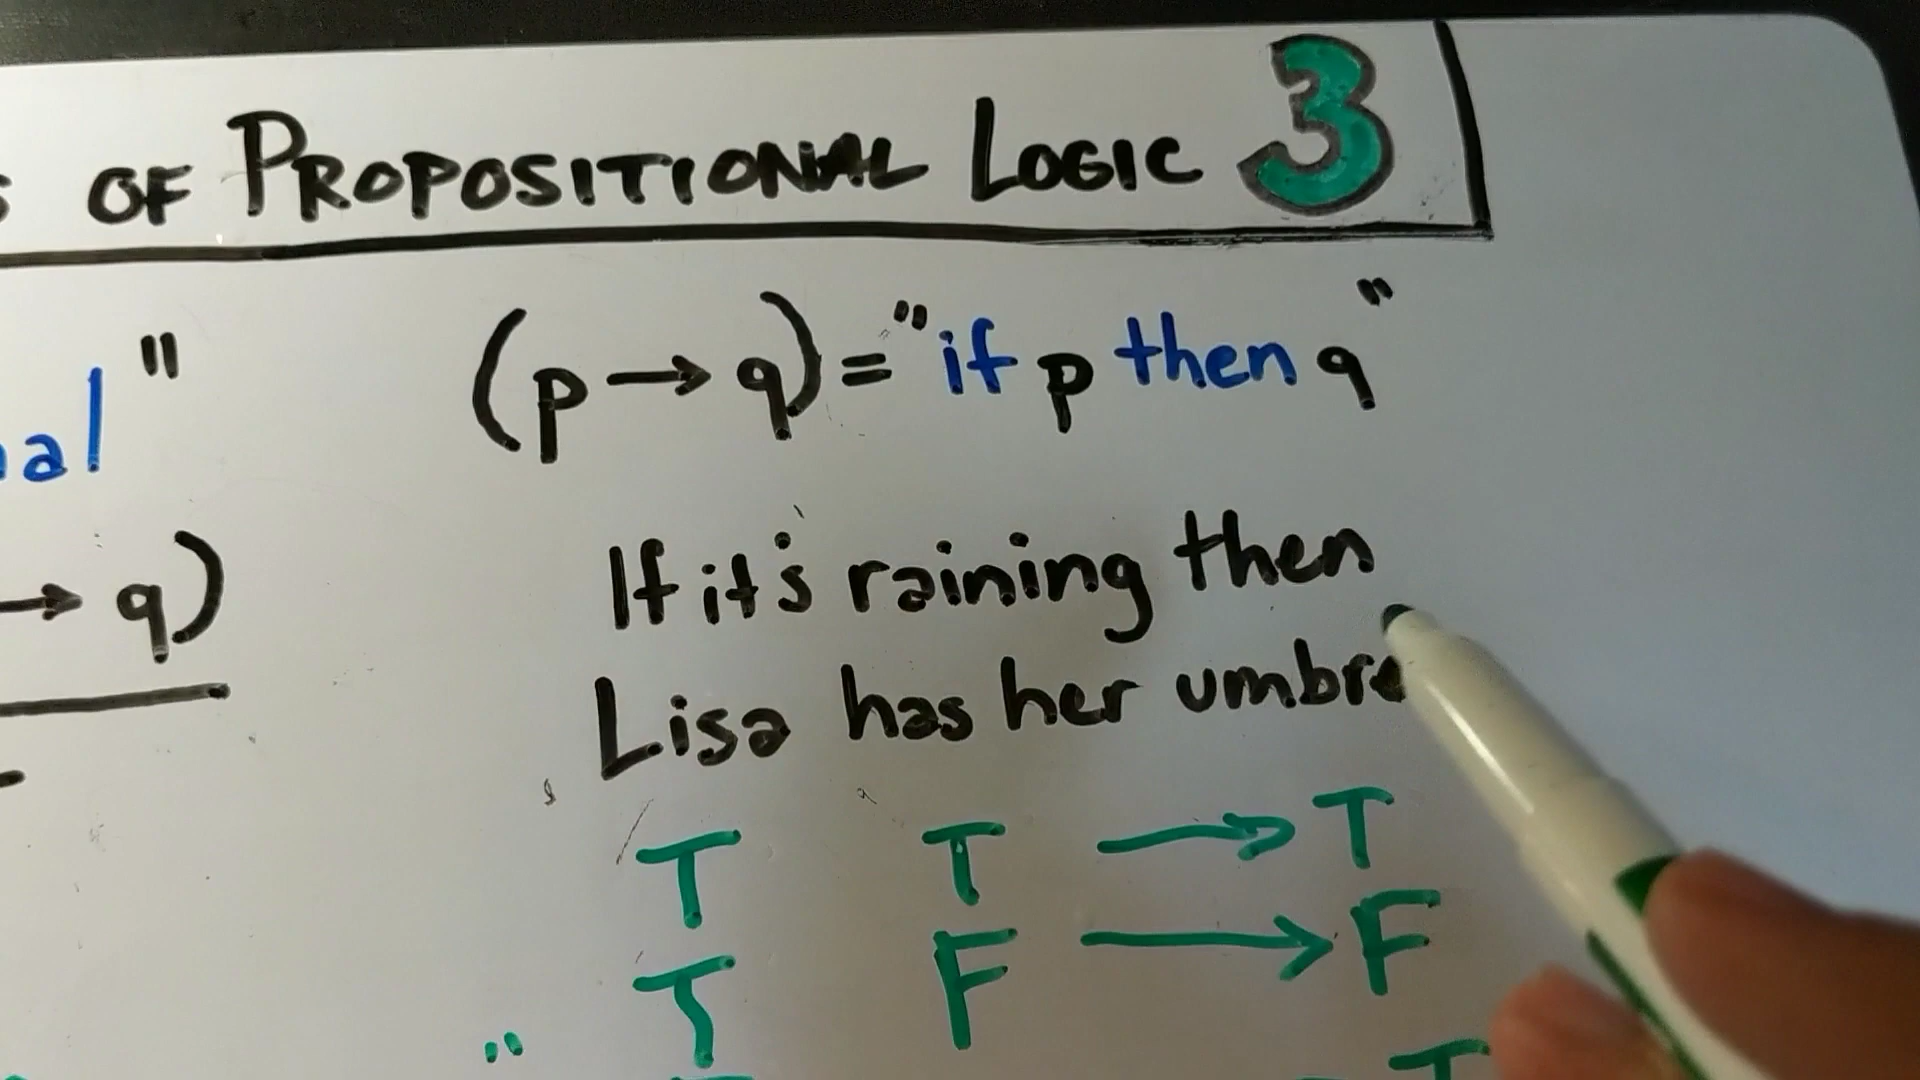 OF PROPOSITIONAL LOGIC 3
(p → q) = "if p then q"
al"
→ q)
If it's raining then
Lisa has her umbre
T T → T
T F → F
"
T